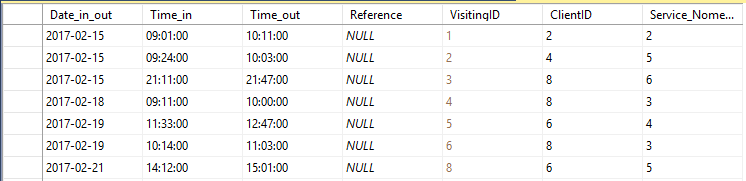 Date_in_out Time_in Time_out Reference VisitingID ClientID Service_Nome...
2017-02-15 09:01:00 10:11:00 NULL 1 2 2
2017-02-15 09:24:00 10:03:00 NULL 2 4 5
2017-02-15 21:11:00 21:47:00 NULL 3 8 6
2017-02-18 09:11:00 10:00:00 NULL 4 8 3
2017-02-19 11:33:00 12:47:00 NULL 5 6 4
2017-02-19 10:14:00 11:03:00 NULL 6 8 3
2017-02-21 14:12:00 15:01:00 NULL 8 6 5